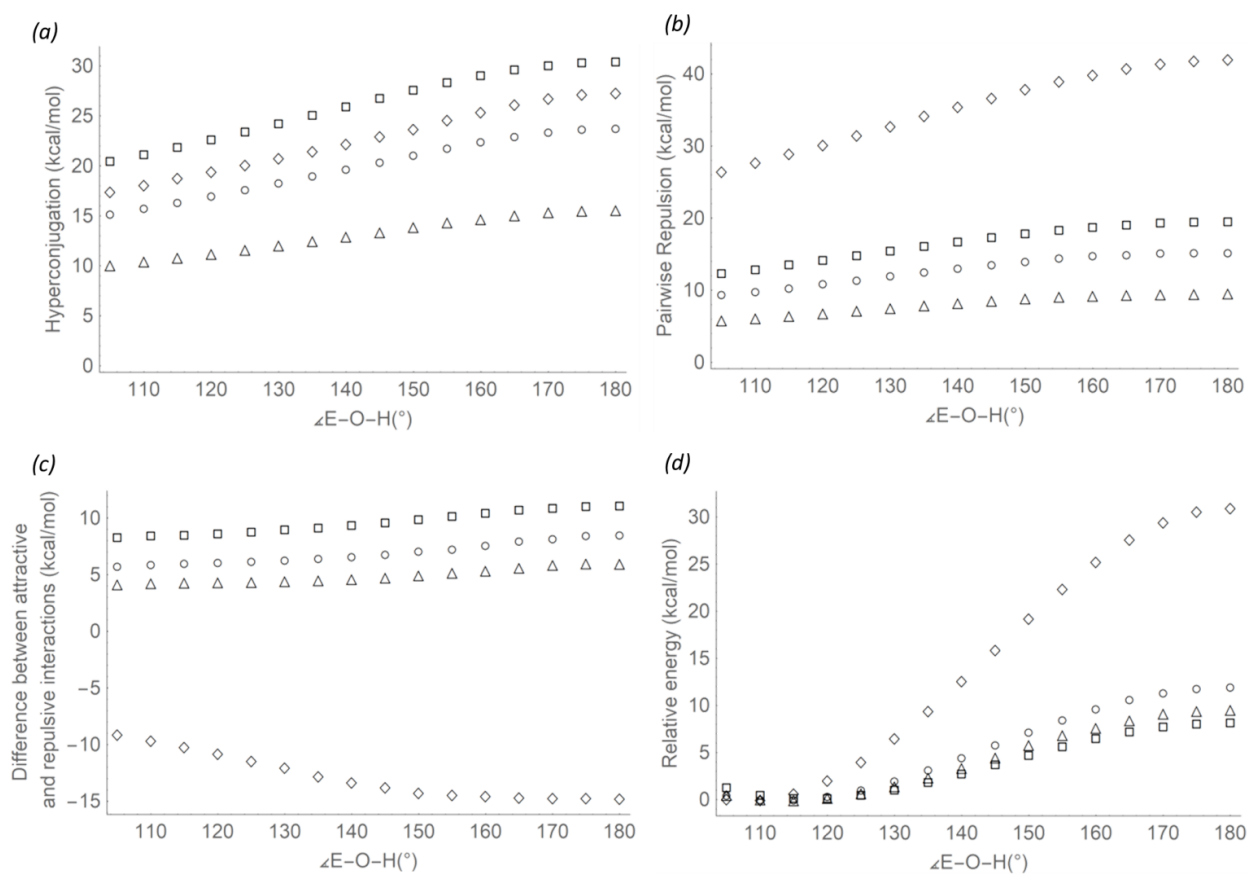 (a)
Hyperconjugation (kcal/mol)
30
25
20
15
10
5
0
110 120 130 140 150 160 170 180
∡E−O−H(°)
(b)
Pairwise Repulsion (kcal/mol)
40
30
20
10
0
110 120 130 140 150 160 170 180
∡E−O−H(°)
(c)
Difference between attractive
and repulsive interactions (kcal/mol)
10
5
0
−5
−10
−15
110 120 130 140 150 160 170 180
∡E−O−H(°)
(d)
Relative energy (kcal/mol)
30
25
20
15
10
5
0
110 120 130 140 150 160 170 180
∡E−O−H(°)